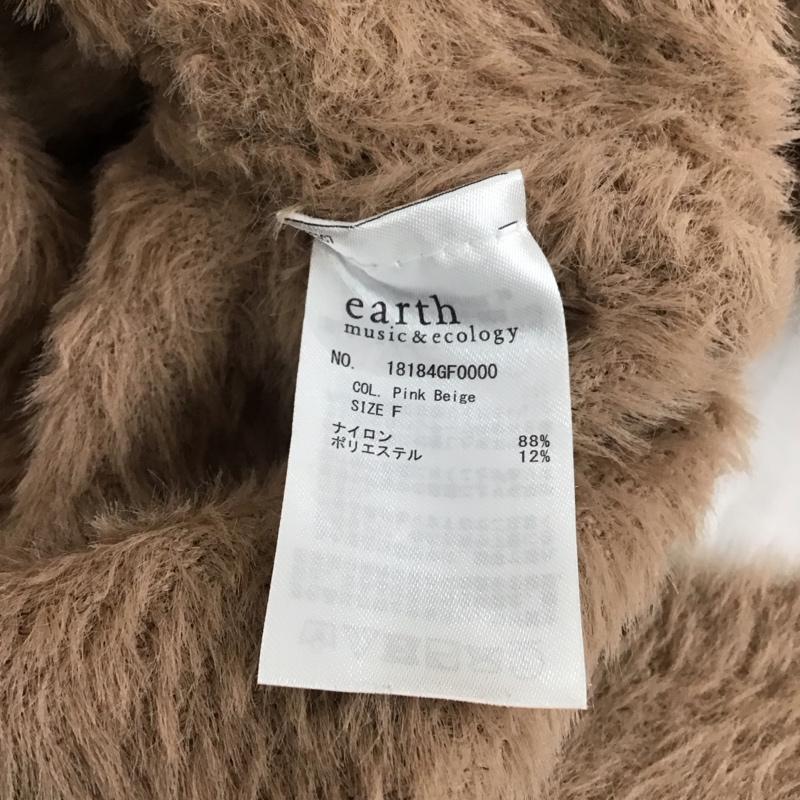 earth
music&ecology
NO. 18184GF0000
COL. Pink Beige
SIZE F
ナイロン 88%
ポリエステル 12%